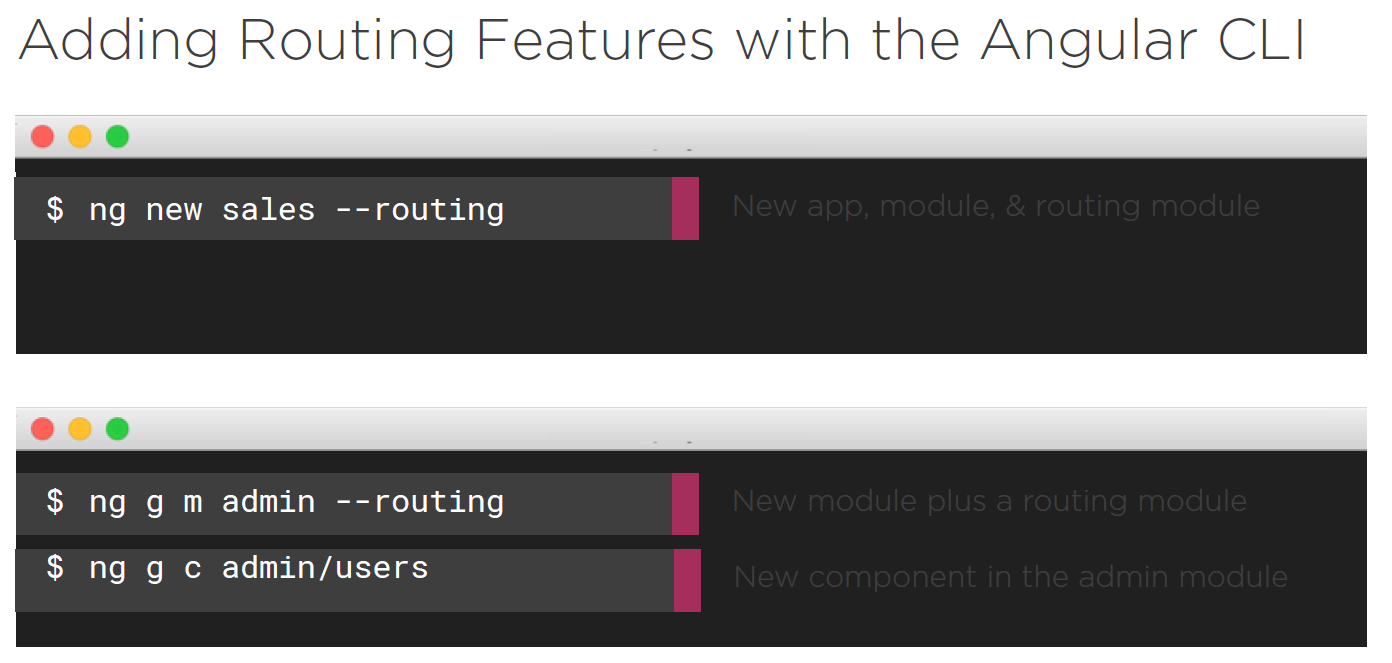 Adding Routing Features with the Angular CLI
$ ng new sales --routing
New app, module, & routing module
$ ng g m admin --routing
New module plus a routing module
$ ng g c admin/users
New component in the admin module